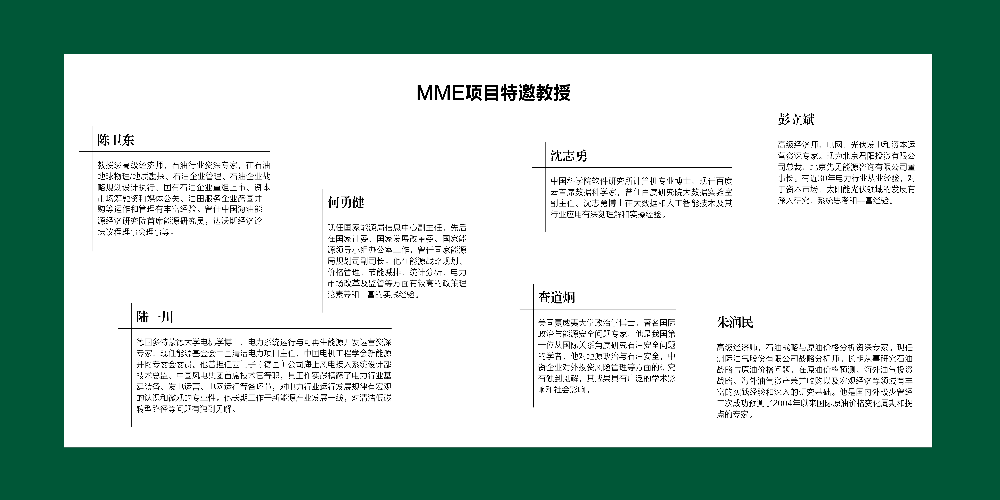 MME项目特邀教授
陈卫东
教授级高级经济师，石油行业资深专家，在石油
地球物理/地质勘探、石油企业管理、石油企业战
略规划设计执行、国有石油企业重组上市、资本
市场筹融资和媒体公关、油田服务企业跨国并
购等运作和管理有丰富经验。曾任中国海油能
源经济研究院首席能源研究员，达沃斯经济论
坛议程理事会理事等。
何勇健
现任国家能源局信息中心副主任，先后
在国家计委、国家发展改革委、国家能
源领导小组办公室工作，曾任国家能源
局规划司副司长。他在能源战略规划、
价格管理、节能减排、统计分析、电力
市场改革及监管等方面有较高的政策理
论素养和丰富的实践经验。
陆一川
德国多特蒙德大学电机学博士，电力系统运行与可再生能源开发运营资深
专家，现任能源基金会中国清洁电力项目主任，中国电机工程学会新能源
并网专委会委员。他曾担任西门子（德国）公司海上风电接入系统设计部
技术总监、中国风电集团首席技术官等职，其工作实践横跨了电力行业基
建装备、发电运营、电网运行等各环节，对电力行业运行发展规律有宏观
的认识和微观的专业性。他长期工作于新能源产业发展一线，对清洁低碳
转型路径等问题有独到见解。
沈志勇
中国科学院软件研究所计算机专业博士，现任百度
云首席数据科学家，曾任百度研究院大数据实验室
副主任。沈志勇博士在大数据和人工智能技术及其
行业应用有深刻理解和实操经验。
彭立斌
高级经济师，电网、光伏发电和资本运
营资深专家。现为北京君阳投资有限公
司总裁，北京先见能源咨询有限公司董
事长。有近30年电力行业从业经验，对
于资本市场、太阳能光伏领域的发展有
深入研究、系统思考和丰富经验。
查道炯
美国夏威夷大学政治学博士，著名国际
政治与能源安全问题专家，他是我国第
一位从国际关系角度研究石油安全问题
的学者，他对地源政治与石油安全，中
资企业对外投资风险管理等方面的研究
有独到见解，其成果具有广泛的学术影
响和社会影响。
朱润民
高级经济师，石油战略与原油价格分析资深专家。现任
洲际油气股份有限公司战略分析师。长期从事研究石油
战略与原油价格问题，在原油价格预测、海外油气投资
战略、海外油气资产兼并收购以及宏观经济等领域有丰
富的实践经验和深入的研究基础。他是国内外极少曾经
三次成功预测了2004年以来国际原油价格变化周期和拐
点的专家。